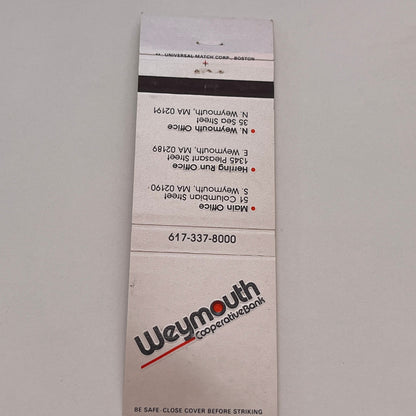 UNIVERSAL MATCH CORP., BOSTON
• Main Office
51 Columbian Street
S. Weymouth, MA 02190
• Herring Run Office
1345 Pleasant Street
E. Weymouth, MA 02189
• N. Weymouth Office
35 Sea Street
N. Weymouth, MA 02191
617-337-8000
Weymouth
CooperativeBank
BE SAFE-CLOSE COVER BEFORE STRIKING